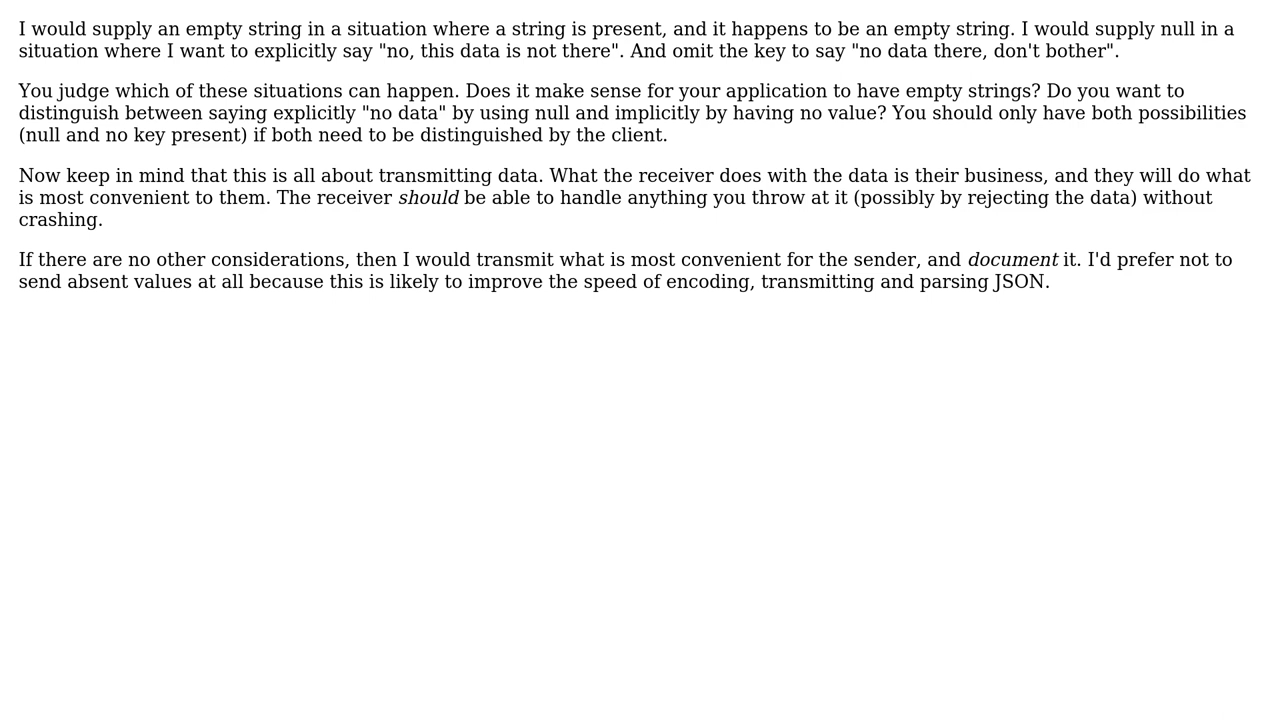 I would supply an empty string in a situation where a string is present, and it happens to be an empty string. I would supply null in a
situation where I want to explicitly say "no, this data is not there". And omit the key to say "no data there, don't bother".
You judge which of these situations can happen. Does it make sense for your application to have empty strings? Do you want to
distinguish between saying explicitly "no data" by using null and implicitly by having no value? You should only have both possibilities
(null and no key present) if both need to be distinguished by the client.
Now keep in mind that this is all about transmitting data. What the receiver does with the data is their business, and they will do what
is most convenient to them. The receiver should be able to handle anything you throw at it (possibly by rejecting the data) without
crashing.
If there are no other considerations, then I would transmit what is most convenient for the sender, and document it. I'd prefer not to
send absent values at all because this is likely to improve the speed of encoding, transmitting and parsing JSON.